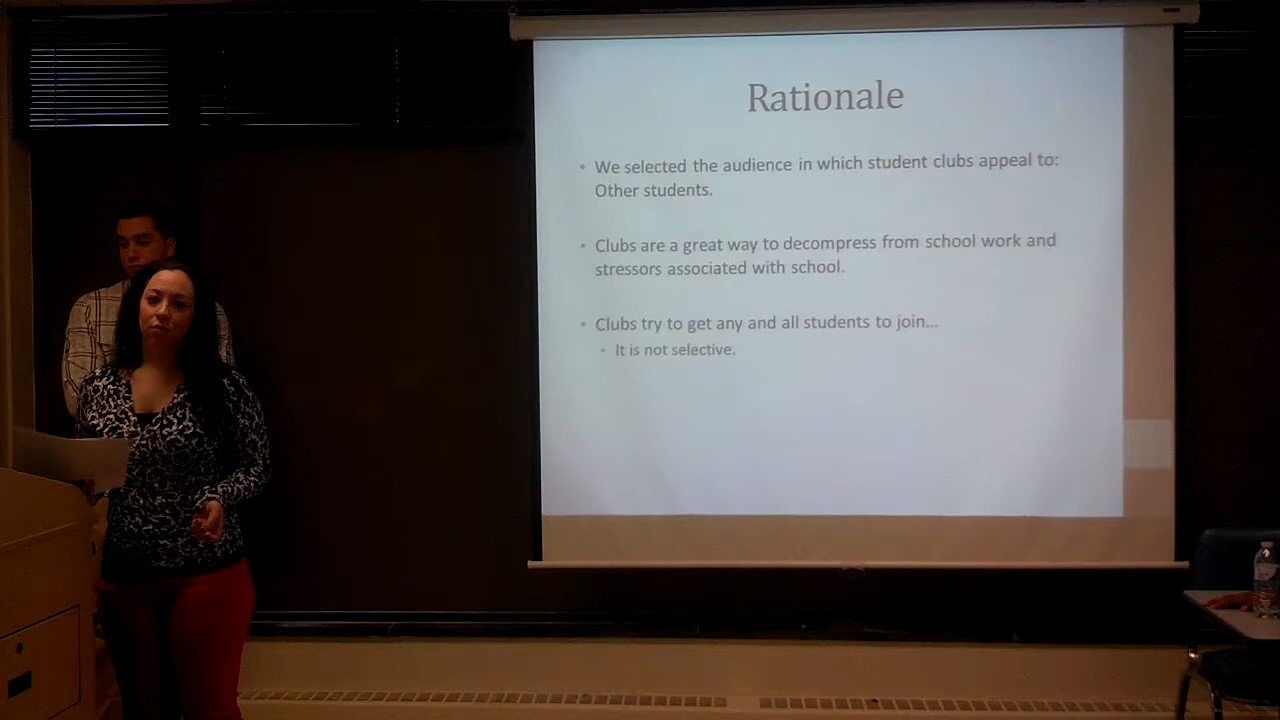 Rationale
• We selected the audience in which student clubs appeal to:
Other students.
• Clubs are a great way to decompress from school work and
stressors associated with school.
• Clubs try to get any and all students to join...
• It is not selective.